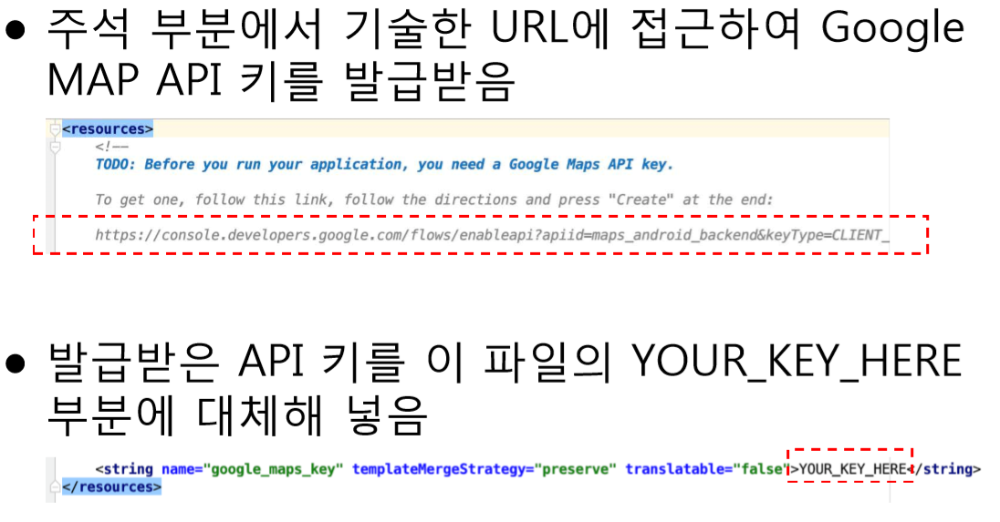 ● 주석 부분에서 기술한 URL에 접근하여 Google
MAP API 키를 발급받음
<resources>
<!--
TODO: Before you run your application, you need a Google Maps API key.
To get one, follow this link, follow the directions and press "Create" at the end:
https://console.developers.google.com/flows/enableapi?apiid=maps_android_backend&keyType=CLIENT_
● 발급받은 API 키를 이 파일의 YOUR_KEY_HERE
부분에 대체해 넣음
<string name="google_maps_key" templateMergeStrategy="preserve" translatable="false">YOUR_KEY_HERE</string>
</resources>